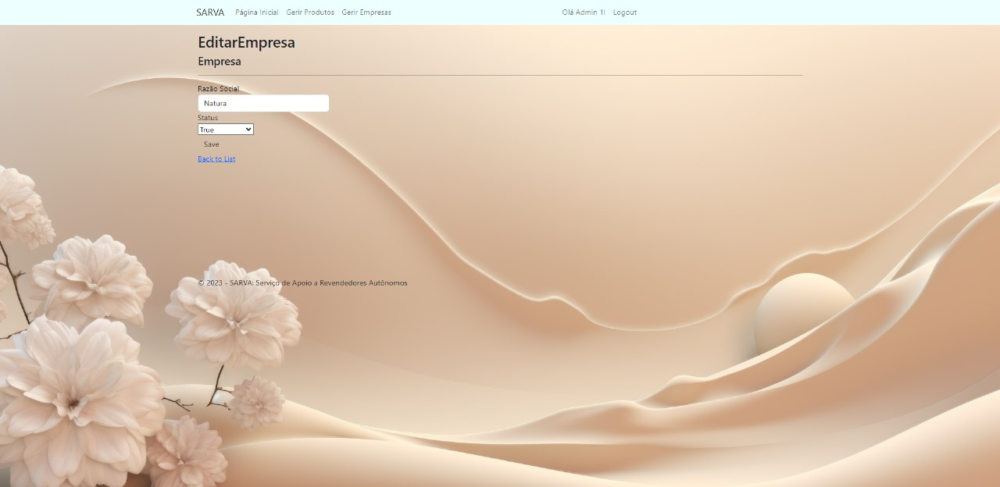 SARVA Página Inicial Gerir Produtos Gerir Empresas Olá Admin 1! Logout
EditarEmpresa
Empresa
Razão Social
Natura
Status
True
Save
Back to List
© 2023 - SARVA: Serviço de Apoio a Revendedores Autônomos